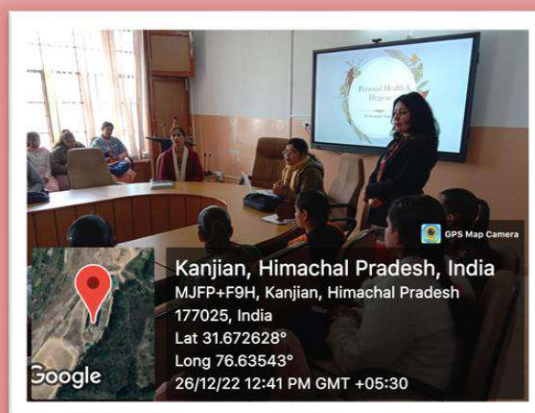 Personal Health &
Hygiene
GPS Map Camera
Kanjian, Himachal Pradesh, India
MJFP+F9H, Kanjian, Himachal Pradesh
177025, India
Lat 31.672628°
Long 76.63543°
26/12/22 12:41 PM GMT +05:30
Google